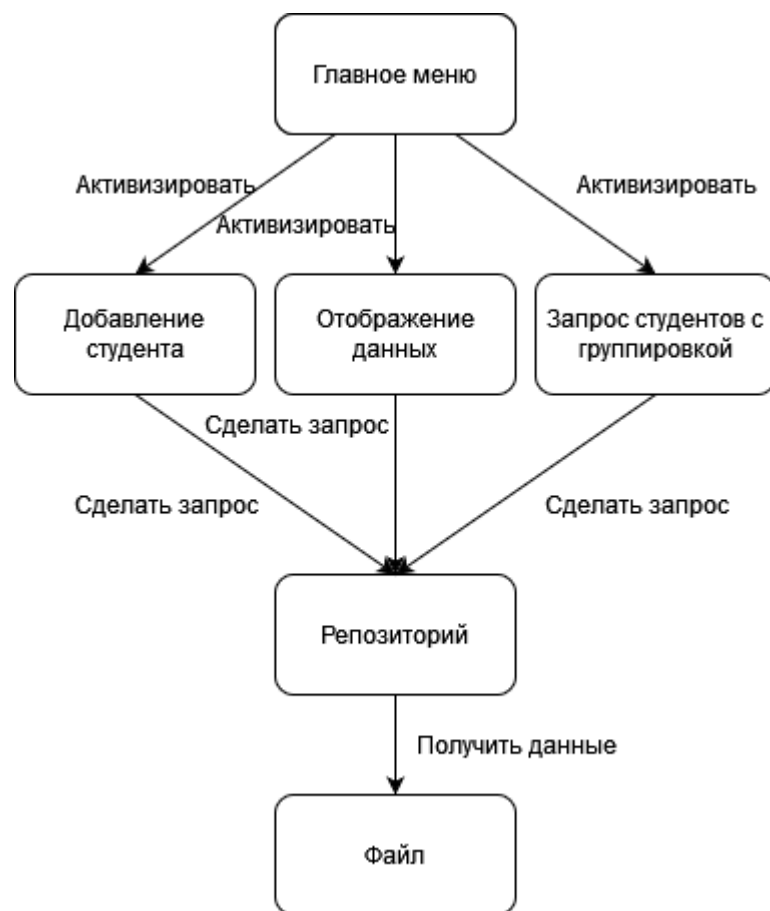 Главное меню
Активизировать
Активизировать
Активизировать
Добавление
студента
Отображение
данных
Запрос студентов с
группировкой
Сделать запрос
Сделать запрос
Сделать запрос
Репозиторий
Получить данные
Файл